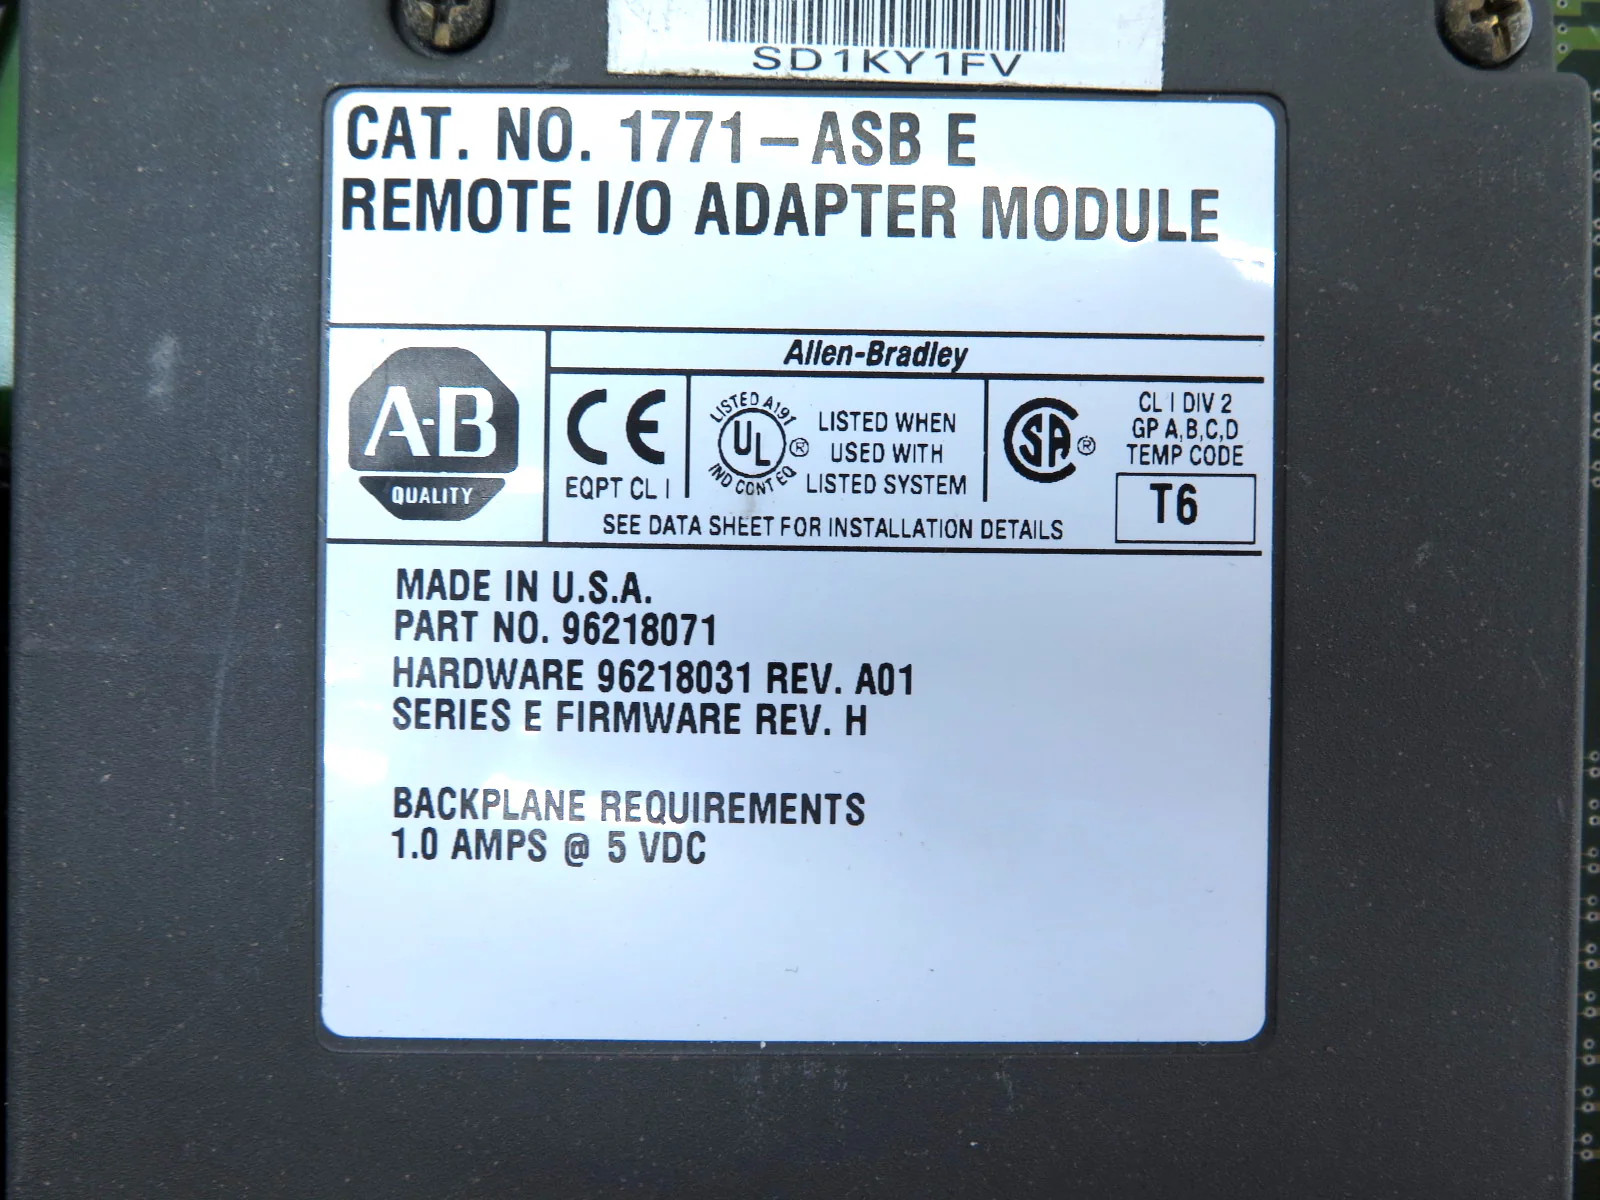 SD1KY1FV
CAT. NO. 1771-ASB E
REMOTE I/O ADAPTER MODULE
Allen-Bradley
A-B
QUALITY
CE
EQPT CL I
LISTED A191
UL ®
IND CONT EQ
LISTED WHEN
USED WITH
LISTED SYSTEM
SA ®
CL I DIV 2
GP A,B,C,D
TEMP CODE
T6
SEE DATA SHEET FOR INSTALLATION DETAILS
MADE IN U.S.A.
PART NO. 96218071
HARDWARE 96218031 REV. A01
SERIES E FIRMWARE REV. H
BACKPLANE REQUIREMENTS
1.0 AMPS @ 5 VDC